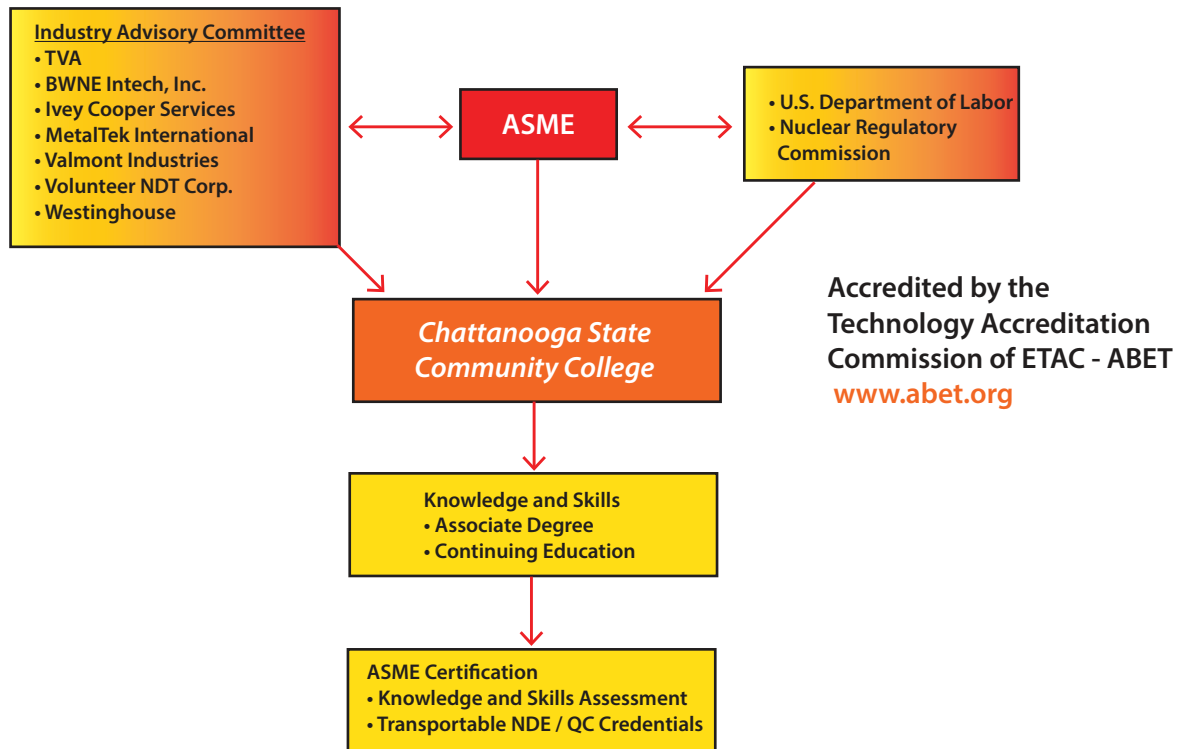 Industry Advisory Committee
• TVA
• BWNE Intech, Inc.
• Ivey Cooper Services
• MetalTek International
• Valmont Industries
• Volunteer NDT Corp.
• Westinghouse
ASME
• U.S. Department of Labor
• Nuclear Regulatory
Commission
Chattanooga State
Community College
Accredited by the
Technology Accreditation
Commission of ETAC - ABET
www.abet.org
Knowledge and Skills
• Associate Degree
• Continuing Education
ASME Certification
• Knowledge and Skills Assessment
• Transportable NDE / QC Credentials